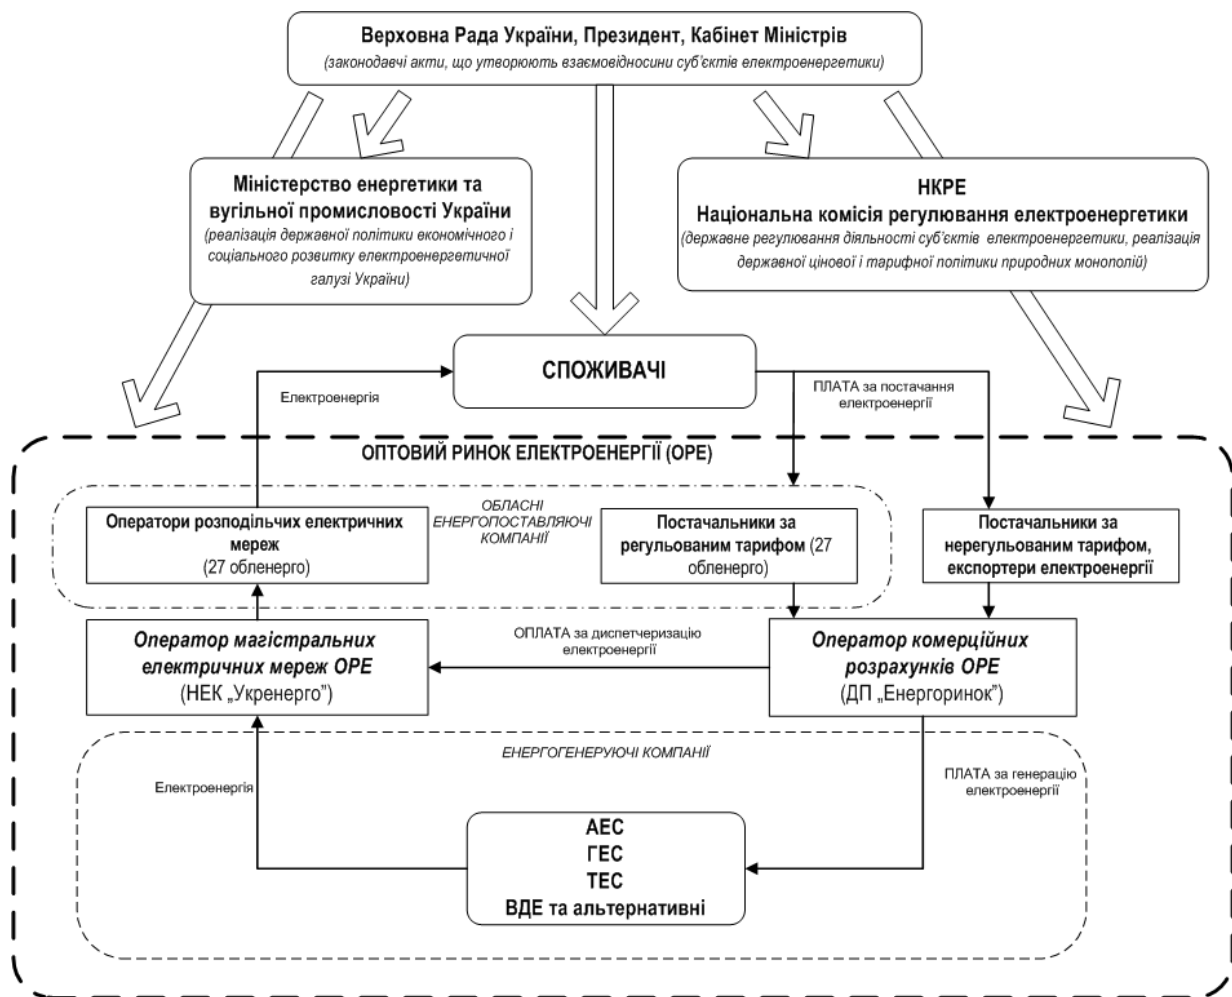 Верховна Рада України, Президент, Кабінет Міністрів
(законодавчі акти, що утворюють взаємовідносини суб'єктів електроенергетики)
Міністерство енергетики та
вугільної промисловості України
(реалізація державної політики економічного і
соціального розвитку електроенергетичної
галузі України)
НКРЕ
Національна комісія регулювання електроенергетики
(державне регулювання діяльності суб'єктів електроенергетики, реалізація
державної цінової і тарифної політики природних монополій)
СПОЖИВАЧІ
Електроенергія
ПЛАТА за постачання
електроенергії
ОПТОВИЙ РИНОК ЕЛЕКТРОЕНЕРГІЇ (ОРЕ)
Оператори розподільчих електричних
мереж
(27 обленерго)
ОБЛАСНІ
ЕНЕРГОПОСТАВЛЯЮЧІ
КОМПАНІЇ
Постачальники за
регульованим тарифом (27
обленерго)
Постачальники за
нерегульованим тарифом,
експортери електроенергії
Оператор магістральних
електричних мереж ОРЕ
(НЕК „Укренерго”)
ОПЛАТА за диспетчеризацію
електроенергії
Оператор комерційних
розрахунків ОРЕ
(ДП „Енергоринок”)
ЕНЕРГОГЕНЕРУЮЧІ КОМПАНІЇ
Електроенергія
ПЛАТА за генерацію
електроенергії
АЕС
ГЕС
ТЕС
ВДЕ та альтернативні